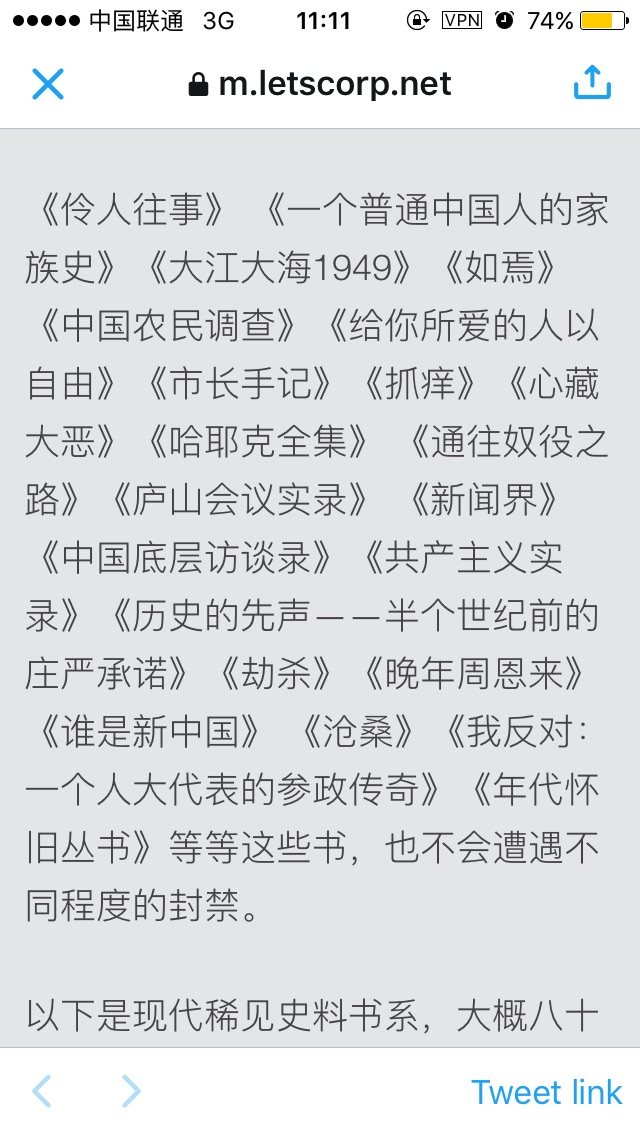 中国联通 3G 11:11 VPN 74%
m.letscorp.net
《伶人往事》 《一个普通中国人的家
族史》《大江大海1949》《如焉》
《中国农民调查》《给你所爱的人以
自由》《市长手记》《抓痒》《心藏
大恶》《哈耶克全集》 《通往奴役之
路》《庐山会议实录》 《新闻界》
《中国底层访谈录》《共产主义实
录》《历史的先声——半个世纪前的
庄严承诺》《劫杀》《晚年周恩来》
《谁是新中国》 《沧桑》《我反对：
一个人大代表的参政传奇》《年代怀
旧丛书》等等这些书，也不会遭遇不
同程度的封禁。
以下是现代稀见史料书系，大概八十
Tweet link